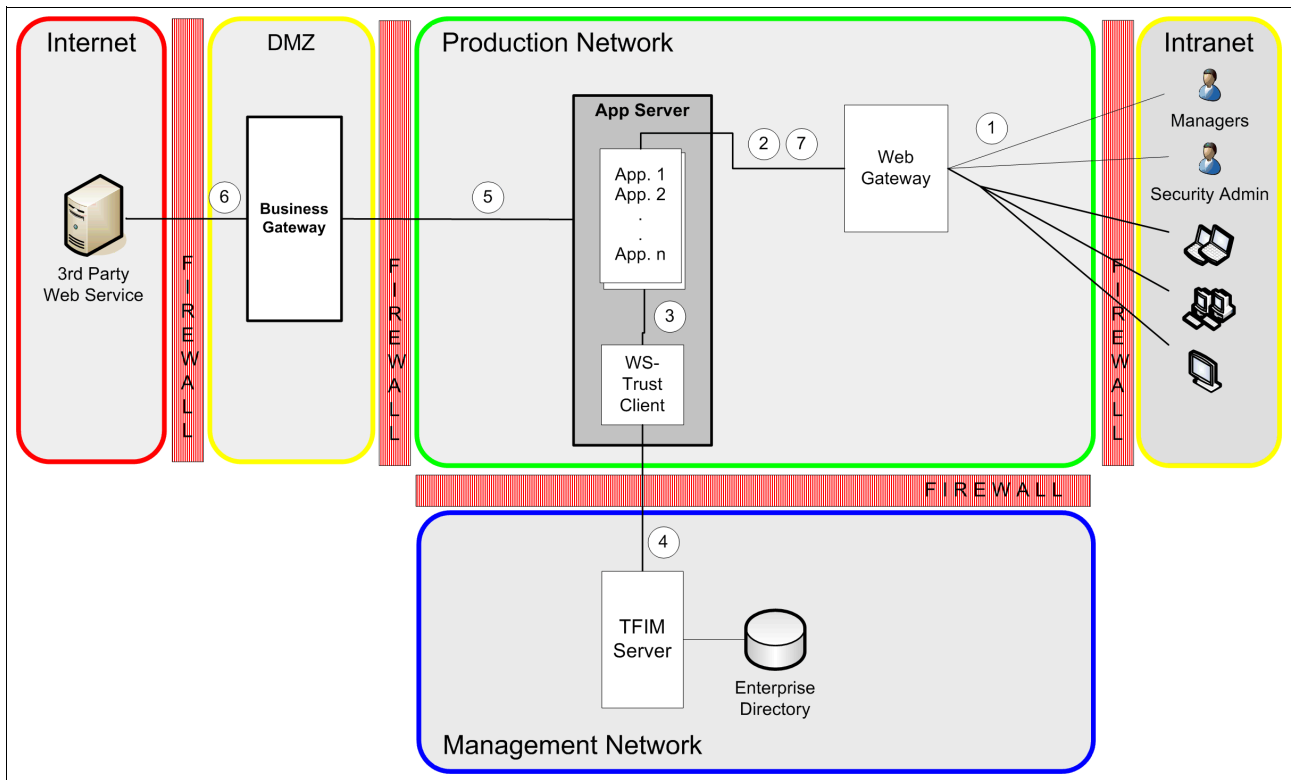 Internet
DMZ
Production Network
Intranet
App Server
App. 1
App. 2
.
.
App. n
2
7
Web
Gateway
1
Managers
Security Admin
6
Business
Gateway
5
3rd Party
Web Service
3
WS-
Trust
Client
FIREWALL
FIREWALL
FIREWALL
FIREWALL
4
TFIM
Server
Enterprise
Directory
Management Network